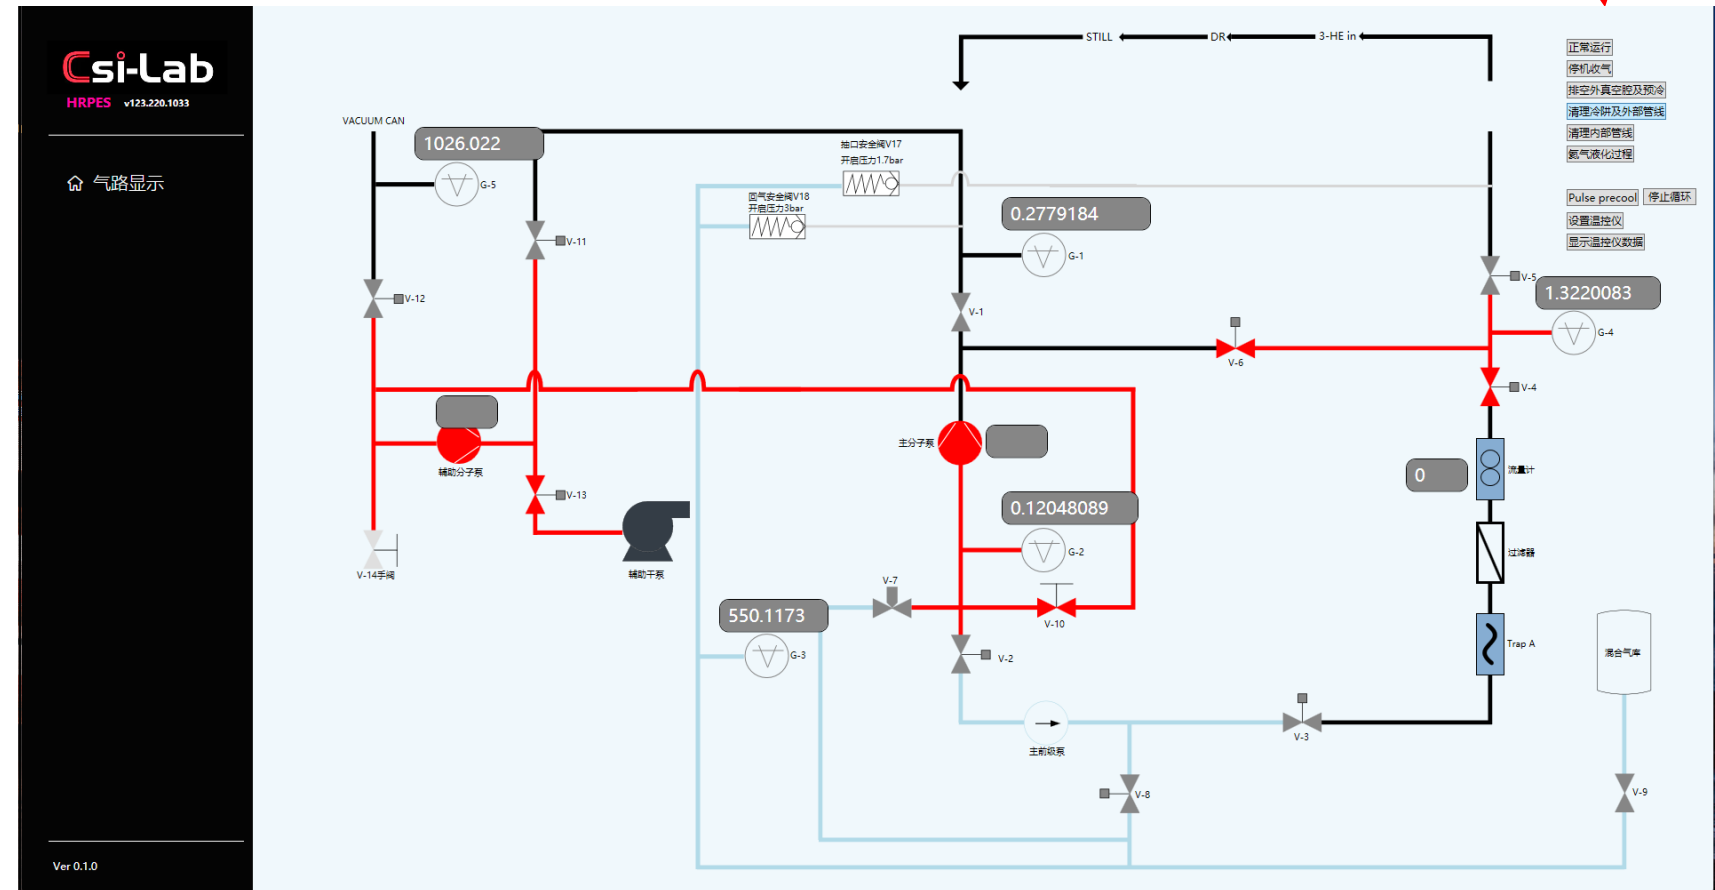 STILL
DR
3-HE in
Csi-Lab
HRPES v123.220.1033
气路显示
Ver 0.1.0
正常运行
停机收气
排空外真空腔及预冷
清理冷阱及外部管线
清理内部管线
氦气液化过程
Pulse precool
停止循环
设置温控仪
显示温控仪数据
VACUUM CAN
1026.022
G-5
抽口安全阀V17
开启压力1.7bar
回气安全阀V18
开启压力3bar
0.2779184
G-1
V-11
V-12
V-1
V-5
1.3220083
G-4
V-6
V-4
辅助分子泵
主分子泵
0
流量计
V-13
0.12048089
G-2
过滤器
V-14手阀
辅助干泵
V-7
V-10
550.1173
G-3
V-2
Trap A
混合气库
主前级泵
V-3
V-8
V-9